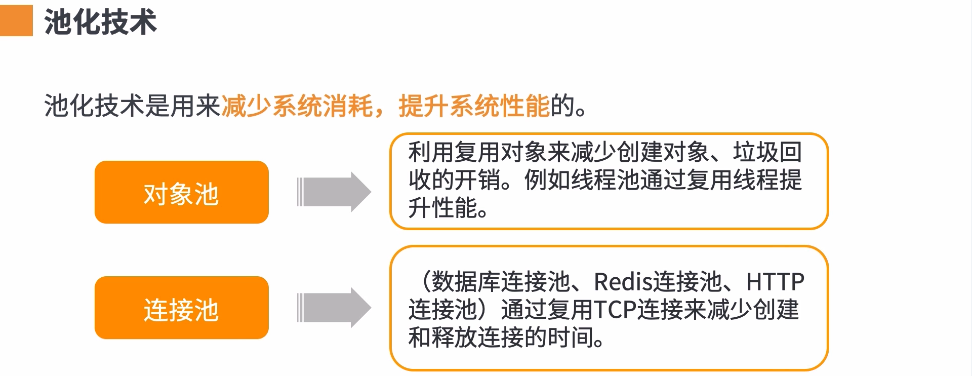 池化技术
池化技术是用来减少系统消耗，提升系统性能的。
对象池
利用复用对象来减少创建对象、垃圾回
收的开销。例如线程池通过复用线程提
升性能。
连接池
（数据库连接池、Redis连接池、HTTP
连接池）通过复用TCP连接来减少创建
和释放连接的时间。